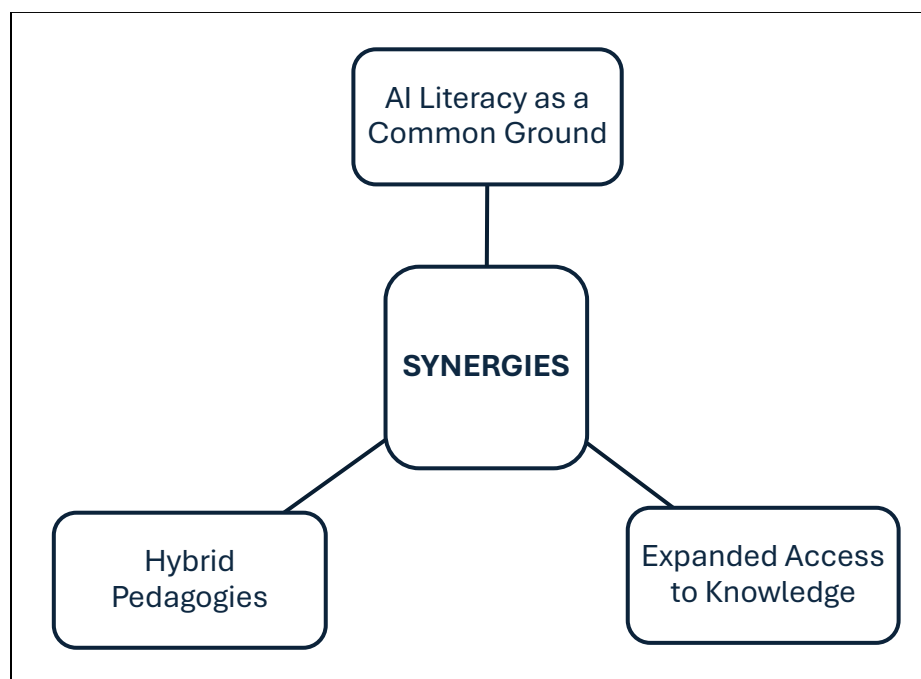 AI Literacy as a
Common Ground
SYNERGIES
Hybrid
Pedagogies
Expanded Access
to Knowledge